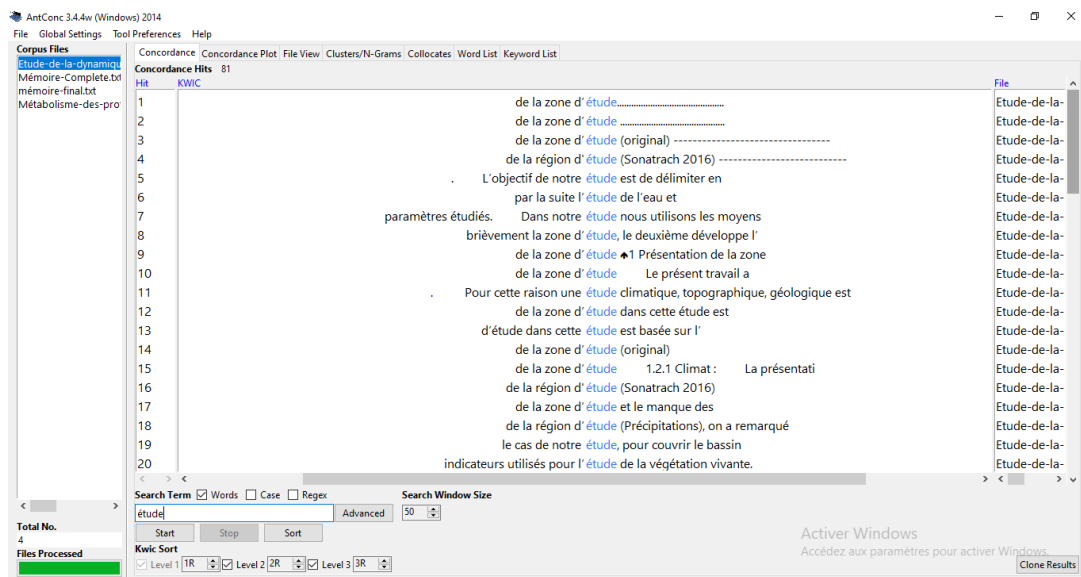 AntConc 3.4.4w (Windows) 2014
File Global Settings Tool Preferences Help
Corpus Files
Etude-de-la-dynamiqu
Mémoire-Complete.txt
mémoire-final.txt
Métabolisme-des-pro
Concordance Concordance Plot File View Clusters/N-Grams Collocates Word List Keyword List
Concordance Hits 81
Hit KWIC File
1 de la zone d'étude................................................ Etude-de-la-
2 de la zone d'étude ............................................... Etude-de-la-
3 de la zone d'étude (original) --------------------------------- Etude-de-la-
4 de la région d'étude (Sonatrach 2016) --------------------------- Etude-de-la-
5 . L'objectif de notre étude est de délimiter en Etude-de-la-
6 par la suite l'étude de l'eau et Etude-de-la-
7 paramètres étudiés. Dans notre étude nous utilisons les moyens Etude-de-la-
8 brièvement la zone d'étude, le deuxième développe l' Etude-de-la-
9 de la zone d'étude ♠1 Présentation de la zone Etude-de-la-
10 de la zone d'étude Le présent travail a Etude-de-la-
11 . Pour cette raison une étude climatique, topographique, géologique est Etude-de-la-
12 de la zone d'étude dans cette étude est Etude-de-la-
13 d'étude dans cette étude est basée sur l' Etude-de-la-
14 de la zone d'étude (original) Etude-de-la-
15 de la zone d'étude 1.2.1 Climat : La présentati Etude-de-la-
16 de la région d'étude (Sonatrach 2016) Etude-de-la-
17 de la zone d'étude et le manque des Etude-de-la-
18 de la région d'étude (Précipitations), on a remarqué Etude-de-la-
19 le cas de notre étude, pour couvrir le bassin Etude-de-la-
20 indicateurs utilisés pour l'étude de la végétation vivante. Etude-de-la-
Search Term Words Case Regex Search Window Size
étude Advanced 50
Start Stop Sort
Kwic Sort
Level 1 1R Level 2 2R Level 3 3R
Total No.
4
Files Processed
Activer Windows
Accédez aux paramètres pour activer Windows.
Clone Results